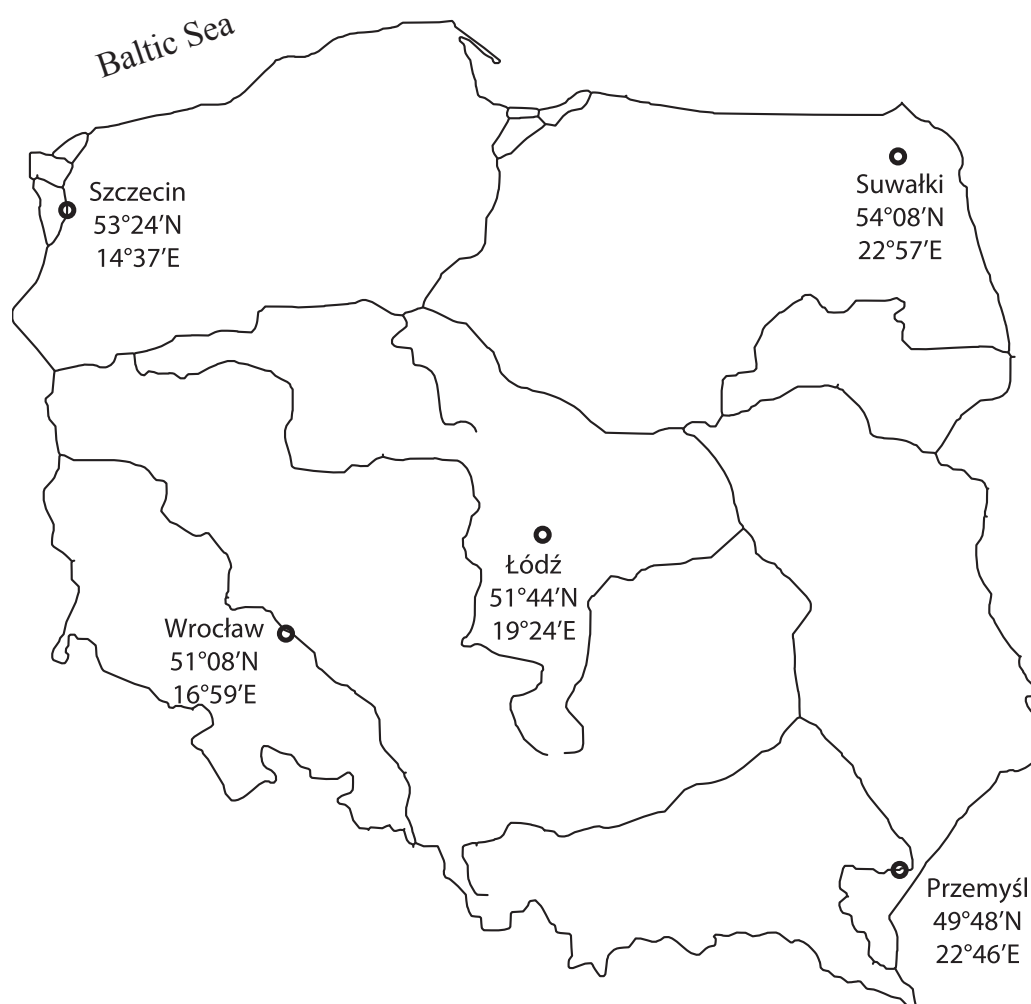 Baltic Sea
Szczecin
53°24’N
14°37’E
Suwałki
54°08’N
22°57’E
Łódź
51°44’N
19°24’E
Wrocław
51°08’N
16°59’E
Przemyśl
49°48’N
22°46’E